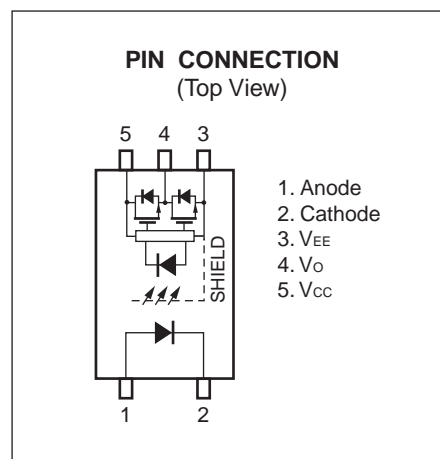 PIN CONNECTION
(Top View)
5 4 3
1. Anode
2. Cathode
3. VEE
4. VO
5. VCC
SHIELD
1 2